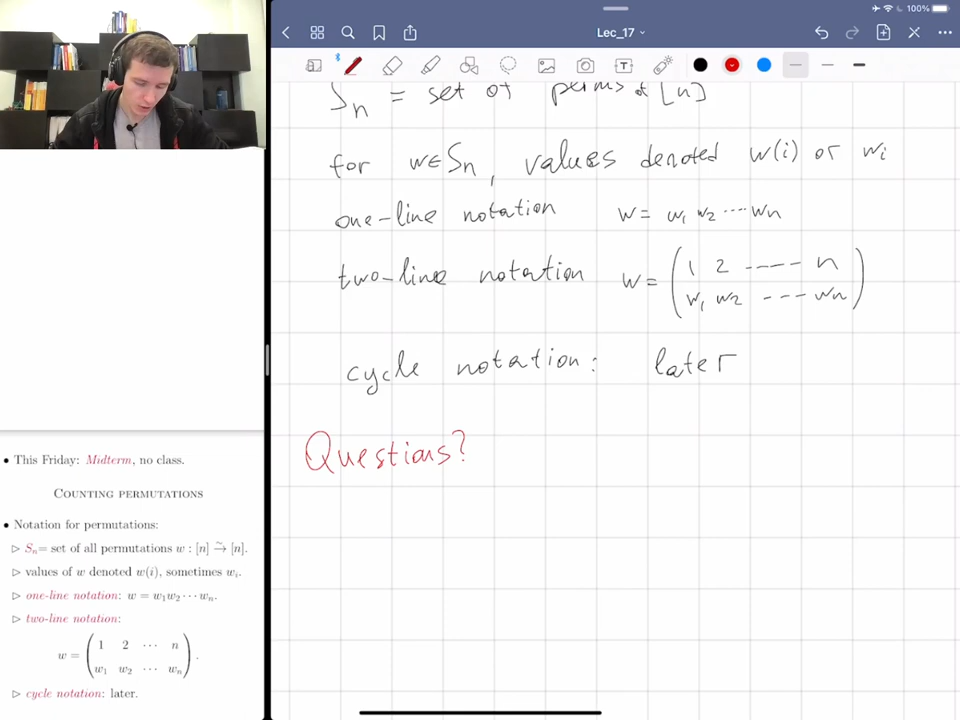 100%
Lec_17
Sn = set of perms of [n]
for w∈Sn, values denoted w(i) or wi
one-line notation w= w1 w2 ---- wn
two-line notation w= ( 1 2 ----- n
w1 w2 --- wn )
cycle notation: later
Questions?
• This Friday: Midterm, no class.
COUNTING PERMUTATIONS
• Notation for permutations:
▷ Sn= set of all permutations w : [n] →~ [n].
▷ values of w denoted w(i), sometimes wi.
▷ one-line notation: w = w1w2 ··· wn.
▷ two-line notation:
w = ( 1 2 ··· n
w1 w2 ··· wn ).
▷ cycle notation: later.